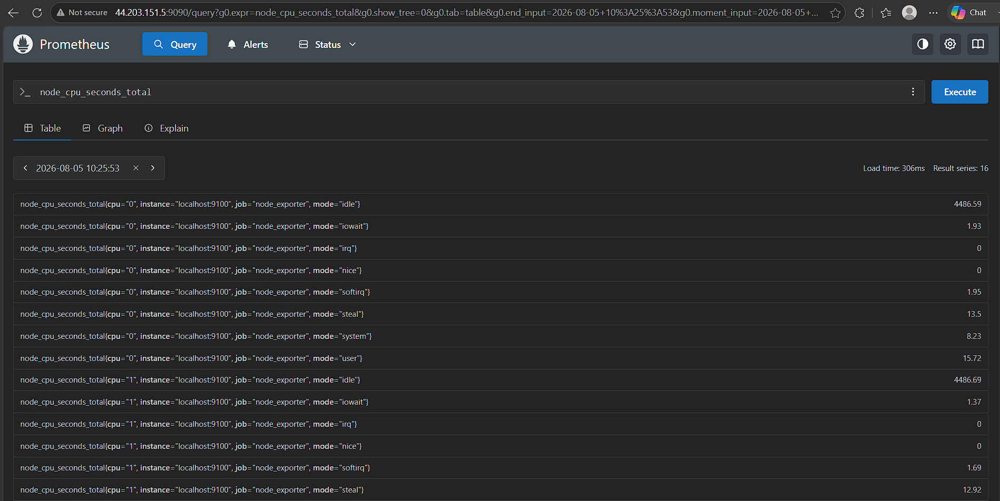 Not secure 44.203.151.5:9090/query?g0.expr=node_cpu_seconds_total&g0.show_tree=0&g0.tab=table&g0.end_input=2026-08-05+10%3A25%3A53&g0.moment_input=2026-08-05+... Chat
Prometheus Query Alerts Status
>_ node_cpu_seconds_total Execute
Table Graph Explain
2026-08-05 10:25:53 Load time: 306ms Result series: 16
node_cpu_seconds_total{cpu="0", instance="localhost:9100", job="node_exporter", mode="idle"} 4486.59
node_cpu_seconds_total{cpu="0", instance="localhost:9100", job="node_exporter", mode="iowait"} 1.93
node_cpu_seconds_total{cpu="0", instance="localhost:9100", job="node_exporter", mode="irq"} 0
node_cpu_seconds_total{cpu="0", instance="localhost:9100", job="node_exporter", mode="nice"} 0
node_cpu_seconds_total{cpu="0", instance="localhost:9100", job="node_exporter", mode="softirq"} 1.95
node_cpu_seconds_total{cpu="0", instance="localhost:9100", job="node_exporter", mode="steal"} 13.5
node_cpu_seconds_total{cpu="0", instance="localhost:9100", job="node_exporter", mode="system"} 8.23
node_cpu_seconds_total{cpu="0", instance="localhost:9100", job="node_exporter", mode="user"} 15.72
node_cpu_seconds_total{cpu="1", instance="localhost:9100", job="node_exporter", mode="idle"} 4486.69
node_cpu_seconds_total{cpu="1", instance="localhost:9100", job="node_exporter", mode="iowait"} 1.37
node_cpu_seconds_total{cpu="1", instance="localhost:9100", job="node_exporter", mode="irq"} 0
node_cpu_seconds_total{cpu="1", instance="localhost:9100", job="node_exporter", mode="nice"} 0
node_cpu_seconds_total{cpu="1", instance="localhost:9100", job="node_exporter", mode="softirq"} 1.69
node_cpu_seconds_total{cpu="1", instance="localhost:9100", job="node_exporter", mode="steal"} 12.92